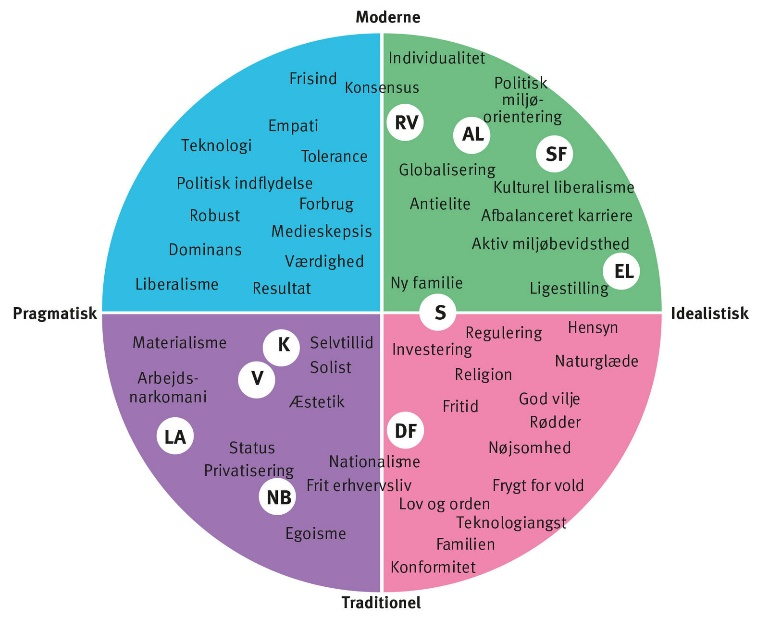 Moderne
Individualitet
Frisind
Konsensus
Politisk
miljø-
orientering
RV
Empati
AL
Teknologi
Tolerance
SF
Globalisering
Politisk indflydelse
Kulturel liberalisme
Forbrug
Antielite
Robust
Afbalanceret karriere
Medieskepsis
Dominans
Aktiv miljøbevidsthed
Værdighed
EL
Liberalisme
Resultat
Ny familie
Ligestilling
Pragmatisk
S
Idealistisk
Materialisme
K
Selvtillid
Regulering
Hensyn
Investering
Solist
Naturglæde
Arbejds-
narkomani
V
Religion
Æstetik
Fritid
God vilje
Rødder
LA
DF
Status
Nøjsomhed
Privatisering
Nationalisme
NB
Frit erhvervsliv
Frygt for vold
Lov og orden
Egoisme
Teknologiangst
Familien
Konformitet
Traditionel